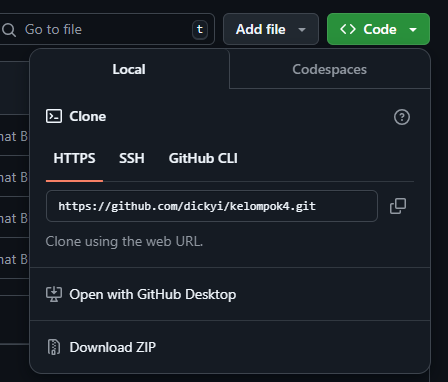 Go to file t Add file Code
Local Codespaces
Clone
HTTPS SSH GitHub CLI
https://github.com/dickyi/kelompok4.git
Clone using the web URL.
Open with GitHub Desktop
Download ZIP